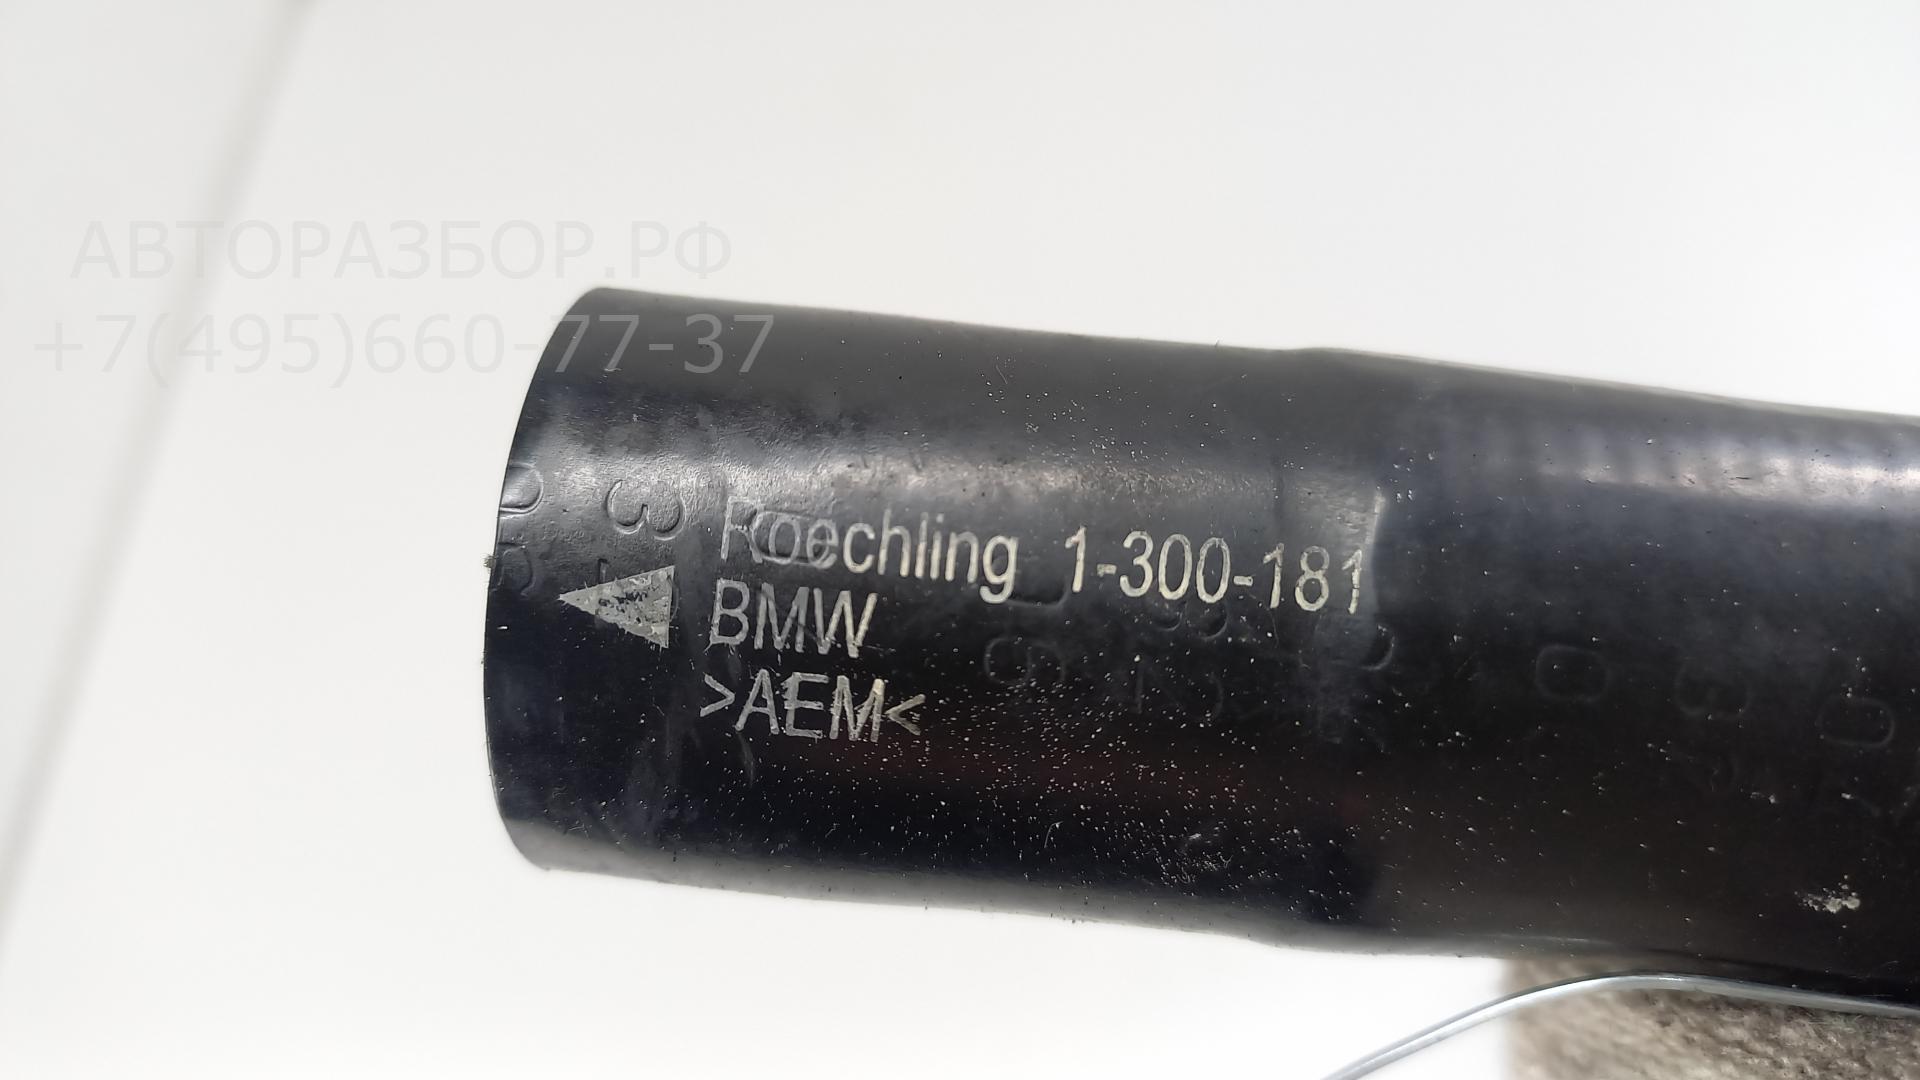 АВТОРАЗБОР.РФ
+7(495)660-77-37
Roechling 1-300-181
BMW
>AEM<